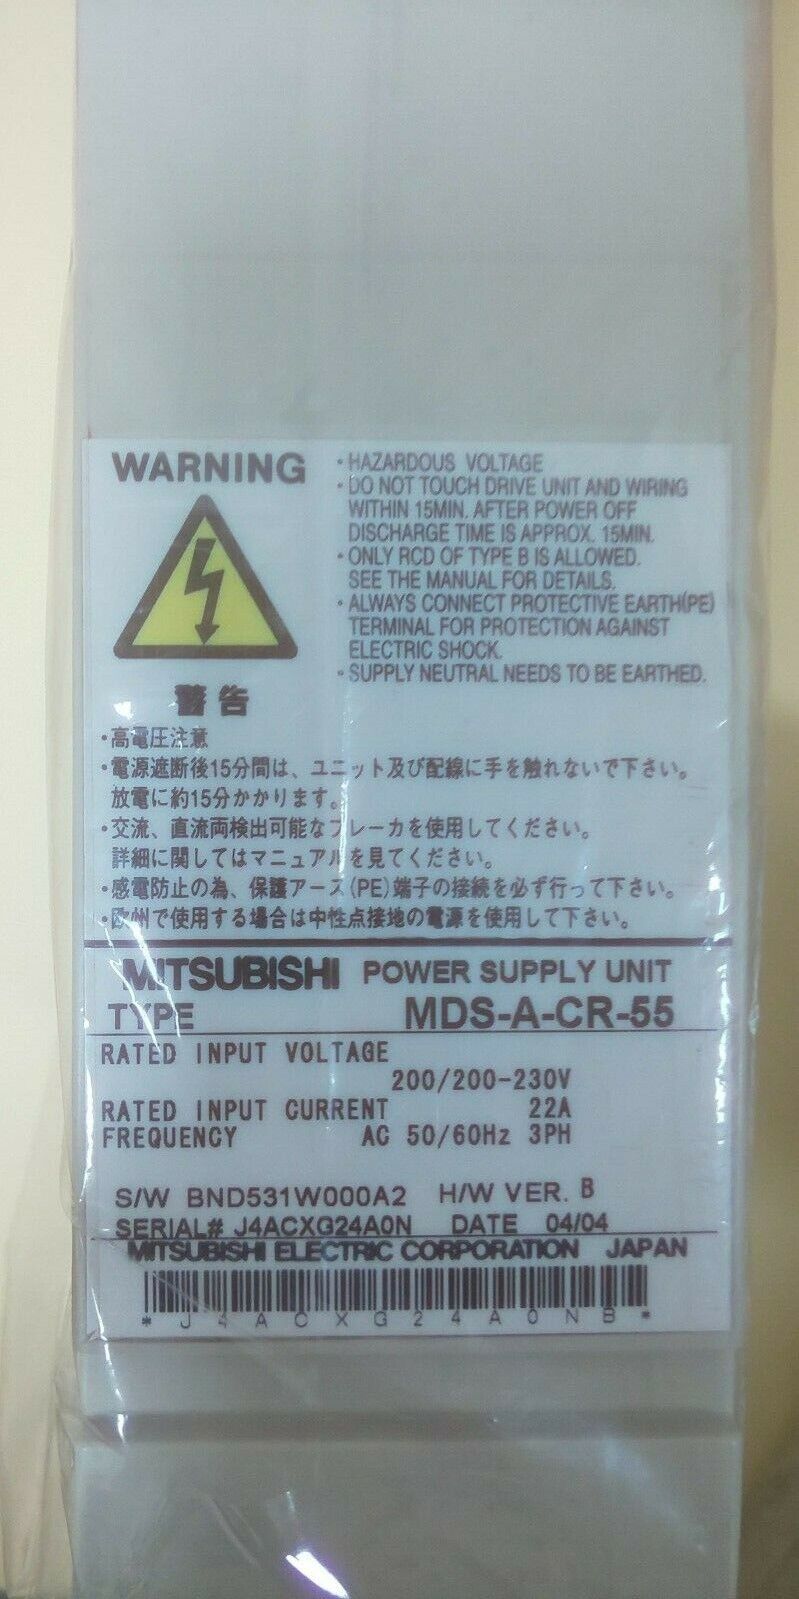 WARNING
・HAZARDOUS VOLTAGE
・DO NOT TOUCH DRIVE UNIT AND WIRING
WITHIN 15MIN. AFTER POWER OFF
DISCHARGE TIME IS APPROX. 15MIN.
・ONLY RCD OF TYPE B IS ALLOWED.
SEE THE MANUAL FOR DETAILS.
・ALWAYS CONNECT PROTECTIVE EARTH(PE)
TERMINAL FOR PROTECTION AGAINST
ELECTRIC SHOCK.
・SUPPLY NEUTRAL NEEDS TO BE EARTHED.
警告
・高電圧注意
・電源遮断後15分間は、ユニット及び配線に手を触れないで下さい。
放電に約15分かかります。
・交流、直流両検出可能なブレーカを使用してください。
詳細に関してはマニュアルを見てください。
・感電防止の為、保護アース(PE)端子の接続を必ず行って下さい。
・欧州で使用する場合は中性点接地の電源を使用して下さい。
MITSUBISHI POWER SUPPLY UNIT
TYPE MDS-A-CR-55
RATED INPUT VOLTAGE
200/200-230V
RATED INPUT CURRENT 22A
FREQUENCY AC 50/60Hz 3PH
S/W BND531W000A2 H/W VER. B
SERIAL# J4ACXG24A0N DATE 04/04
MITSUBISHI ELECTRIC CORPORATION JAPAN
* J 4 A C X G 2 4 A 0 N B *